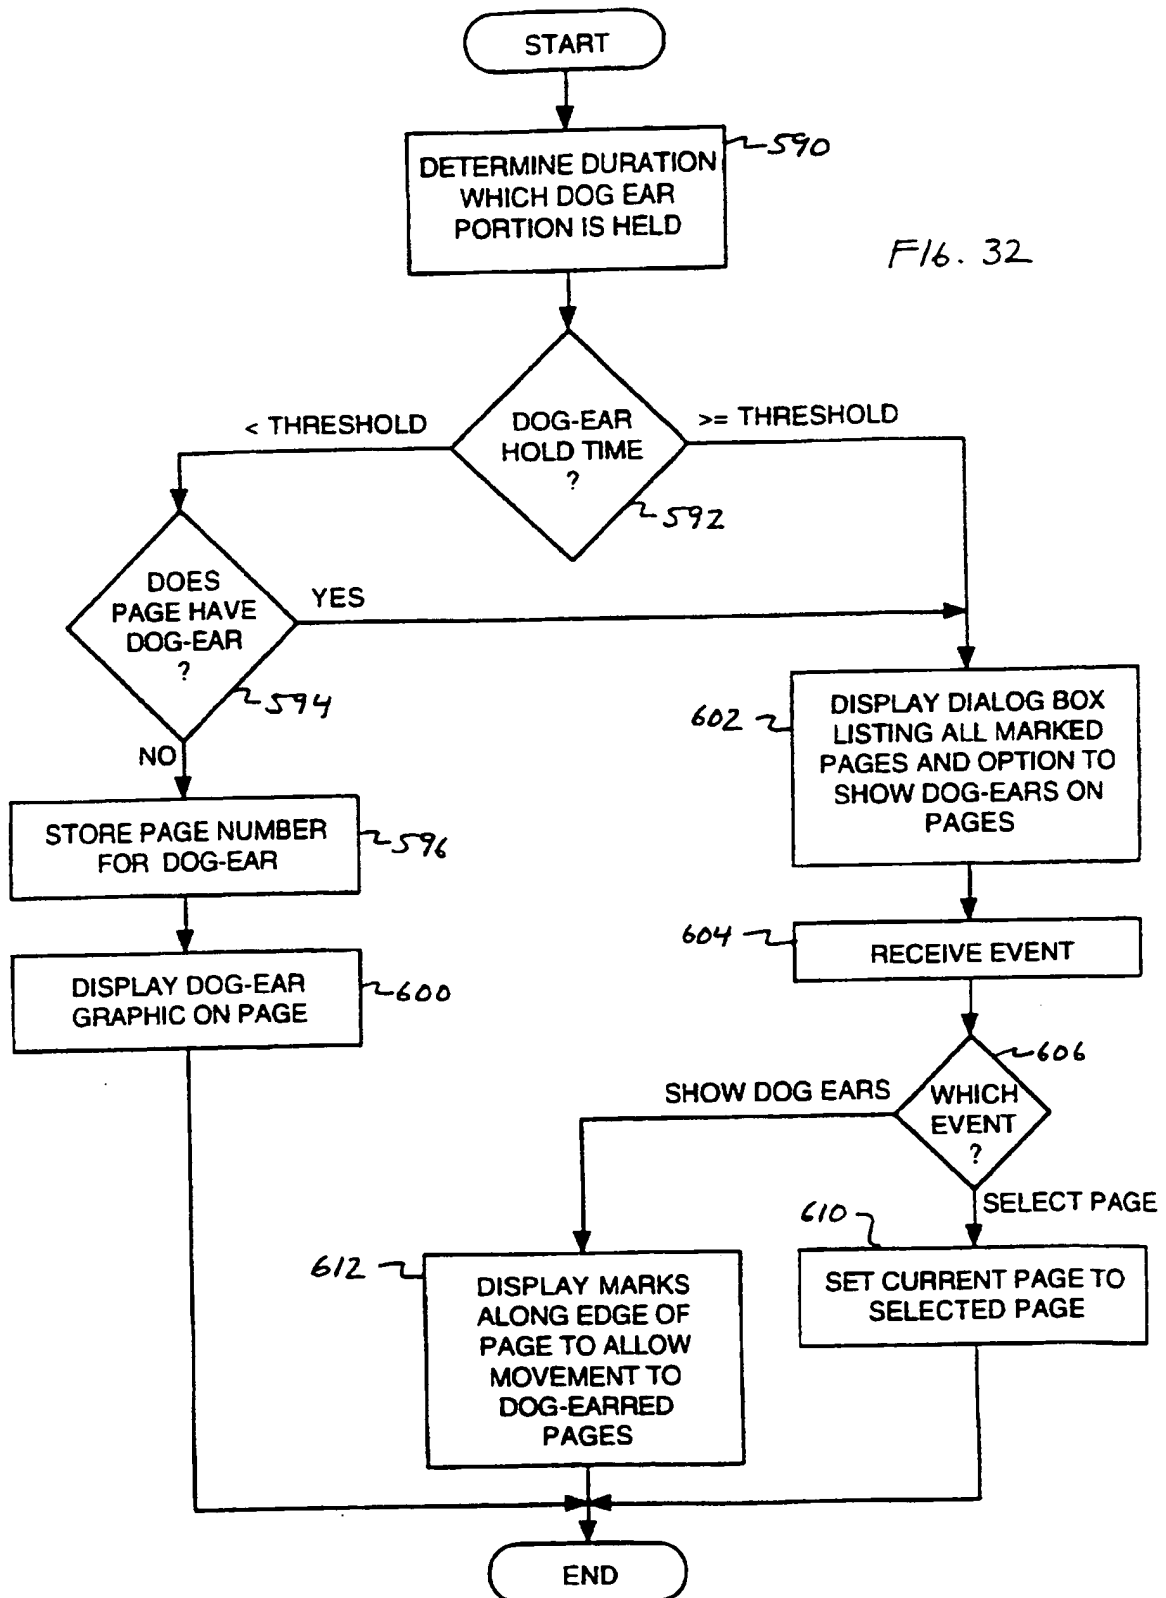 START
590
DETERMINE DURATION
WHICH DOG EAR
PORTION IS HELD
FIG. 32
< THRESHOLD
DOG-EAR
HOLD TIME
?
>= THRESHOLD
592
DOES
PAGE HAVE
DOG-EAR
?
YES
594
NO
602
DISPLAY DIALOG BOX
LISTING ALL MARKED
PAGES AND OPTION TO
SHOW DOG-EARS ON
PAGES
STORE PAGE NUMBER
FOR DOG-EAR
596
604
RECEIVE EVENT
DISPLAY DOG-EAR
GRAPHIC ON PAGE
600
606
SHOW DOG EARS
WHICH
EVENT
?
SELECT PAGE
610
SET CURRENT PAGE TO
SELECTED PAGE
612
DISPLAY MARKS
ALONG EDGE OF
PAGE TO ALLOW
MOVEMENT TO
DOG-EARRED
PAGES
END